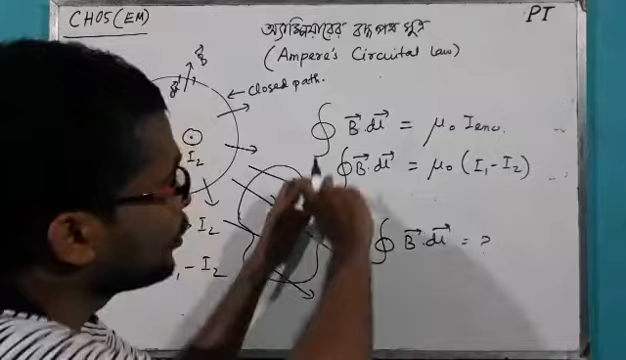 CH05 (EM)
PT
অ্যাম্পিয়ারের বদ্ধ পথ সূত্র
(Ampere's Circuital law)
B⃗
closed path.
∮ B⃗ . dl⃗ = μ₀ Ienc.
I₂
∮ B⃗ . dl⃗ = μ₀ (I₁ - I₂)
I₂
∮ B⃗ . dl⃗ = ?
- I₂